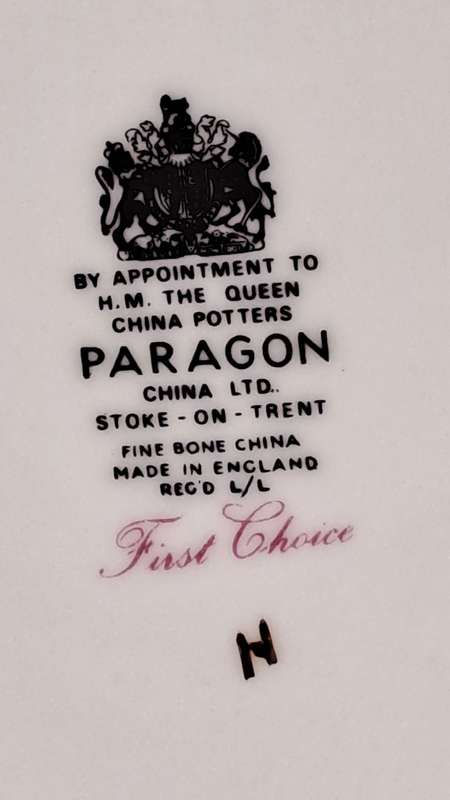 BY APPOINTMENT TO
H.M. THE QUEEN
CHINA POTTERS
PARAGON
CHINA LTD..
STOKE-ON-TRENT
FINE BONE CHINA
MADE IN ENGLAND
REG'D L/L
First Choice
N